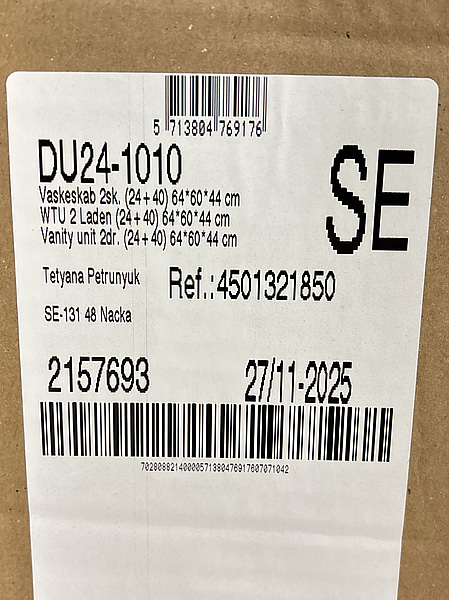 5 713804 769176
DU24-1010
SE
Vaskeskab 2sk. (24+40) 64*60*44 cm
WTU 2 Laden (24+40) 64*60*44 cm
Vanity unit 2dr. (24+40) 64*60*44 cm
Tetyana Petrunyuk
Ref.:4501321850
SE-131 48 Nacka
2157693
27/11-2025
702808821400005713804769176070710​42